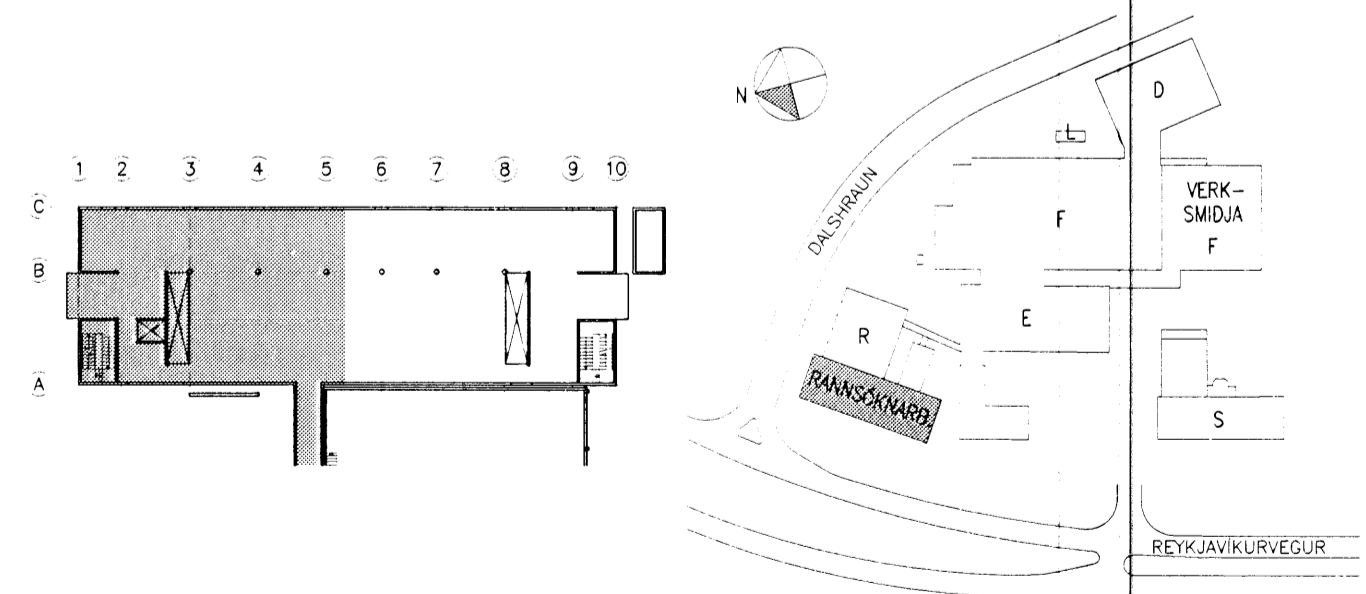 1 2 3 4 5 6 7 8 9 10
C
B
A
N
DALSHRAUN
D
L
F
VERK-
SMIDJA
F
E
R
RANNSÓKNARB.
S
REYKJAVÍKURVEGUR